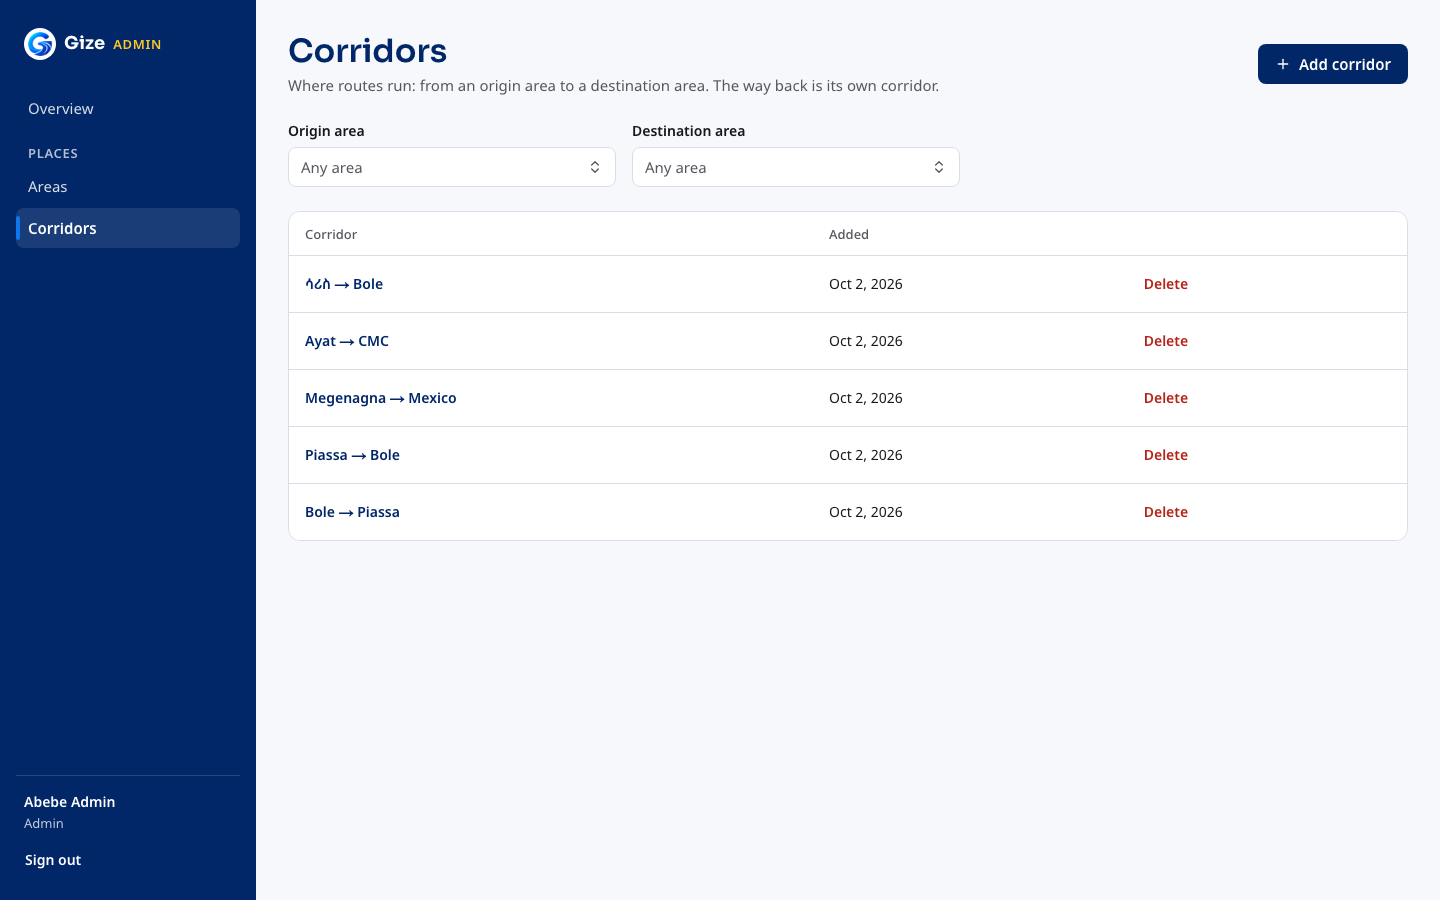 Gize ADMIN
Overview
PLACES
Areas
Corridors
Abebe Admin
Admin
Sign out
Corridors
Where routes run: from an origin area to a destination area. The way back is its own corridor.
+ Add corridor
Origin area
Destination area
Any area
Any area
Corridor Added
ሳሪስ → Bole Oct 2, 2026 Delete
Ayat → CMC Oct 2, 2026 Delete
Megenagna → Mexico Oct 2, 2026 Delete
Piassa → Bole Oct 2, 2026 Delete
Bole → Piassa Oct 2, 2026 Delete